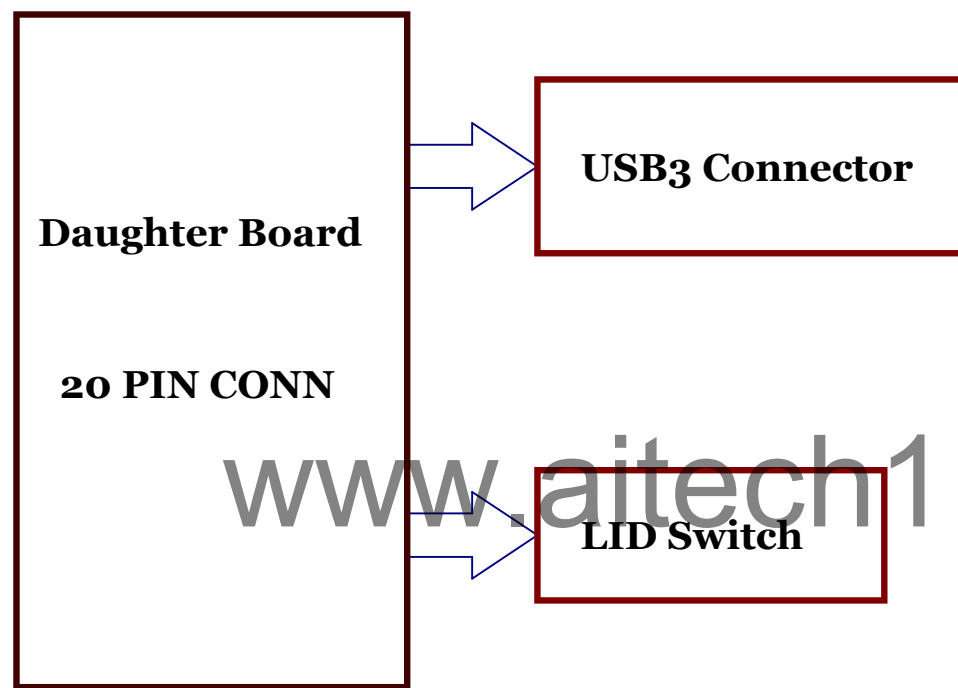 USB3 Connector
Daughter Board
20 PIN CONN
www.aitech1
LID Switch